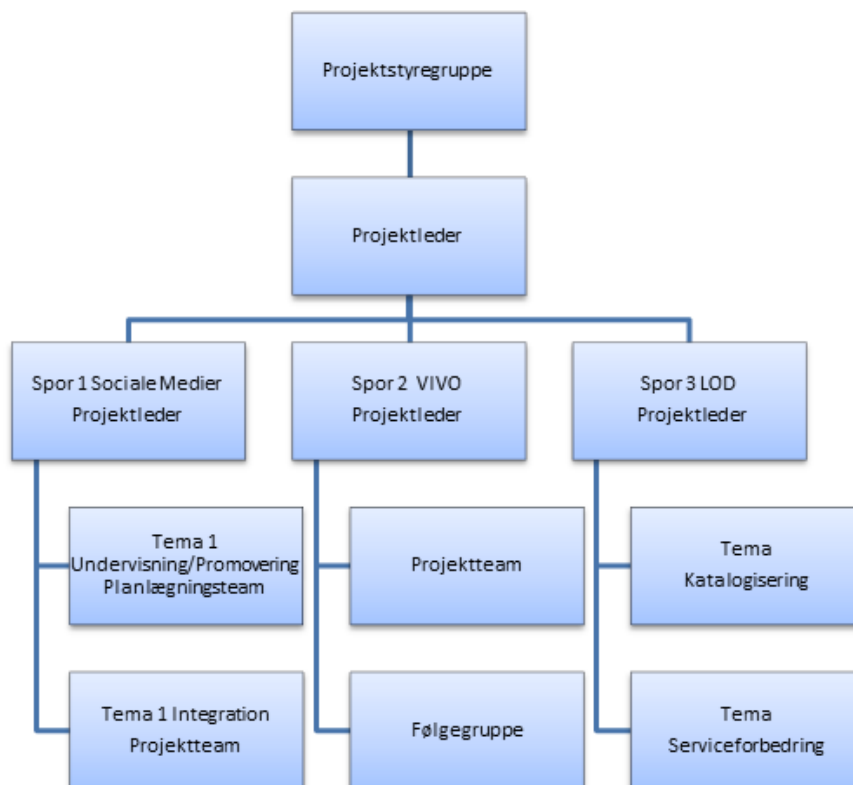 Projektstyregruppe
Projektleder
Spor 1 Sociale Medier
Projektleder
Spor 2 VIVO
Projektleder
Spor 3 LOD
Projektleder
Tema 1
Undervisning/Promovering
Planlægningsteam
Projektteam
Tema
Katalogisering
Tema 1 Integration
Projektteam
Følgegruppe
Tema
Serviceforbedring